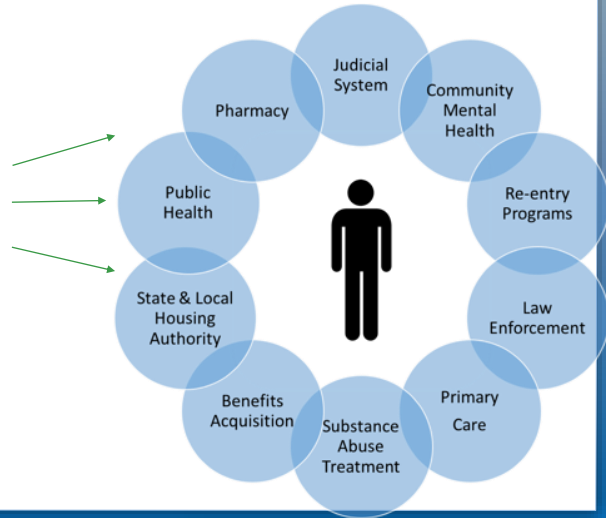 Judicial
System
Community
Mental
Health
Re-entry
Programs
Law
Enforcement
Primary
Care
Substance
Abuse
Treatment
Benefits
Acquisition
State & Local
Housing
Authority
Public
Health
Pharmacy